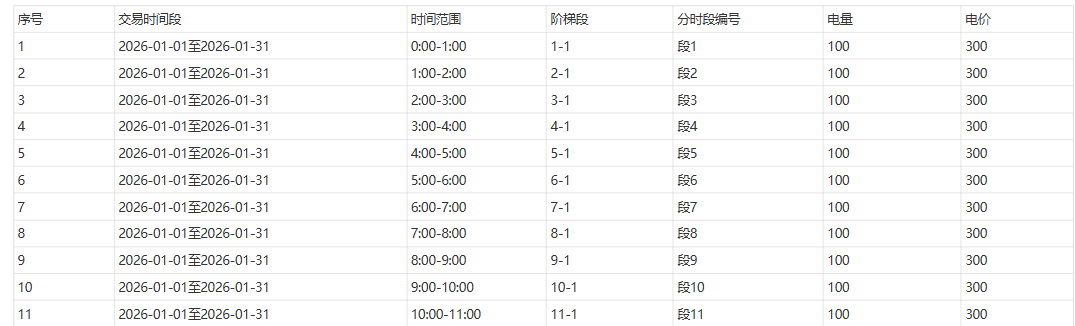 序号 交易时间段 时间范围 阶梯段 分时段编号 电量 电价
1 2026-01-01至2026-01-31 0:00-1:00 1-1 段1 100 300
2 2026-01-01至2026-01-31 1:00-2:00 2-1 段2 100 300
3 2026-01-01至2026-01-31 2:00-3:00 3-1 段3 100 300
4 2026-01-01至2026-01-31 3:00-4:00 4-1 段4 100 300
5 2026-01-01至2026-01-31 4:00-5:00 5-1 段5 100 300
6 2026-01-01至2026-01-31 5:00-6:00 6-1 段6 100 300
7 2026-01-01至2026-01-31 6:00-7:00 7-1 段7 100 300
8 2026-01-01至2026-01-31 7:00-8:00 8-1 段8 100 300
9 2026-01-01至2026-01-31 8:00-9:00 9-1 段9 100 300
10 2026-01-01至2026-01-31 9:00-10:00 10-1 段10 100 300
11 2026-01-01至2026-01-31 10:00-11:00 11-1 段11 100 300